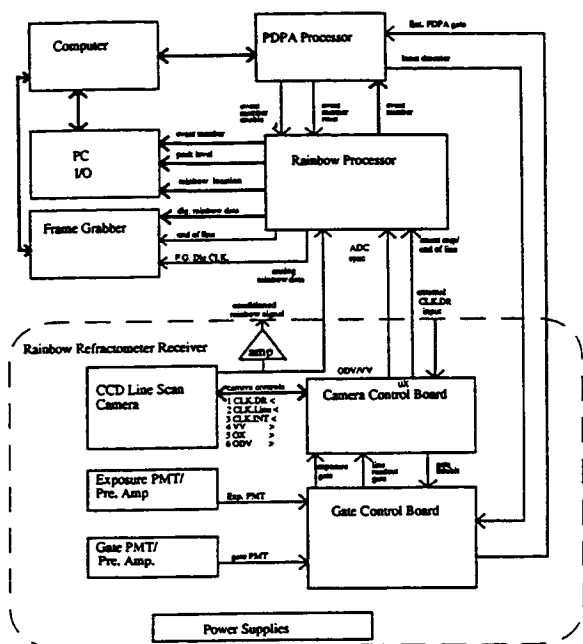 Computer
PDPA Processor
Ext. PDPA gate
event
number
enable
event
number
reset
event
number
PC
I/O
event number
peak level
rainbow location
Rainbow Processor
Frame Grabber
dig. rainbow data
end of line
F.G. Dig CLK.
analog
rainbow data
ADC
sync
end of line
conditioned
rainbow signal
external
CLK.DR
input
Rainbow Refractometer Receiver
amp
CCD Line Scan
Camera
camera controls
1 CLK.DR <
2 CLK.Line <
3 CLK.INT <
4 VV >
5 OX >
6 ODV >
ODV/VV
uX
Camera Control Board
exposure
gate
line
readout
gate
Exposure PMT/
Pre. Amp
Exp. PMT
Gate Control Board
Gate PMT/
Pre. Amp.
gate PMT
Power Supplies